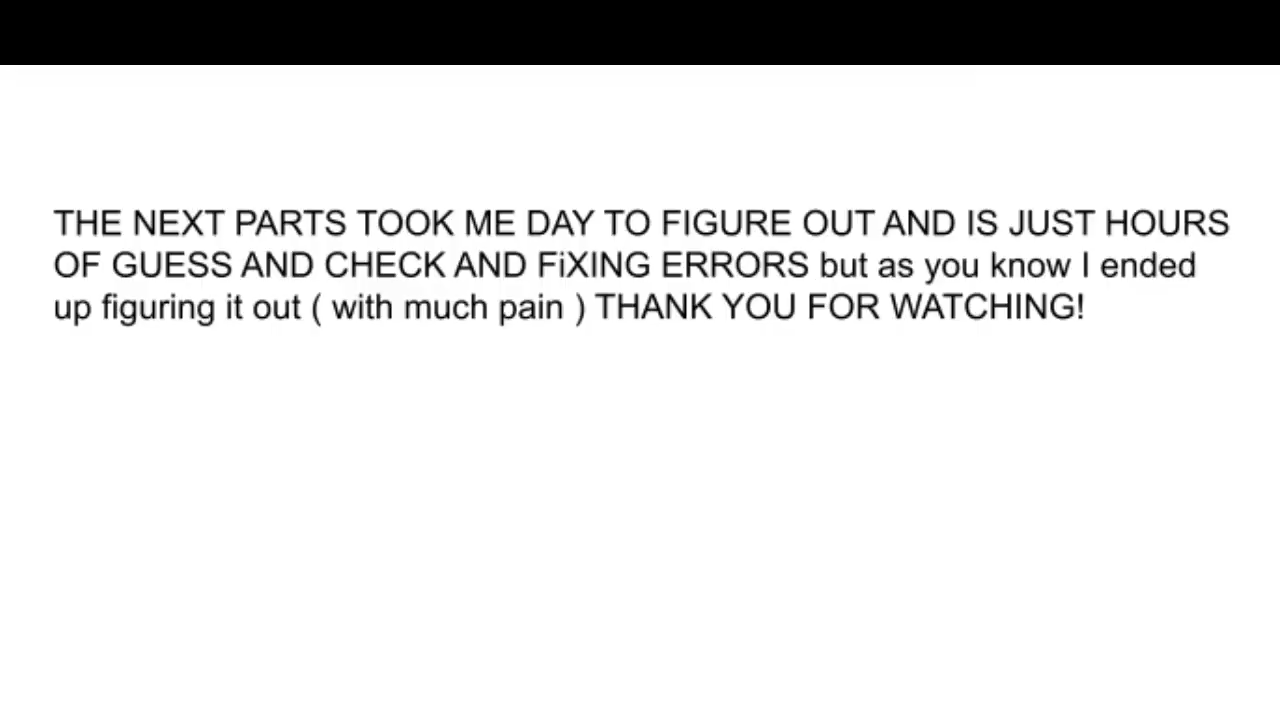 THE NEXT PARTS TOOK ME DAY TO FIGURE OUT AND IS JUST HOURS
OF GUESS AND CHECK AND FiXING ERRORS but as you know I ended
up figuring it out ( with much pain ) THANK YOU FOR WATCHING!